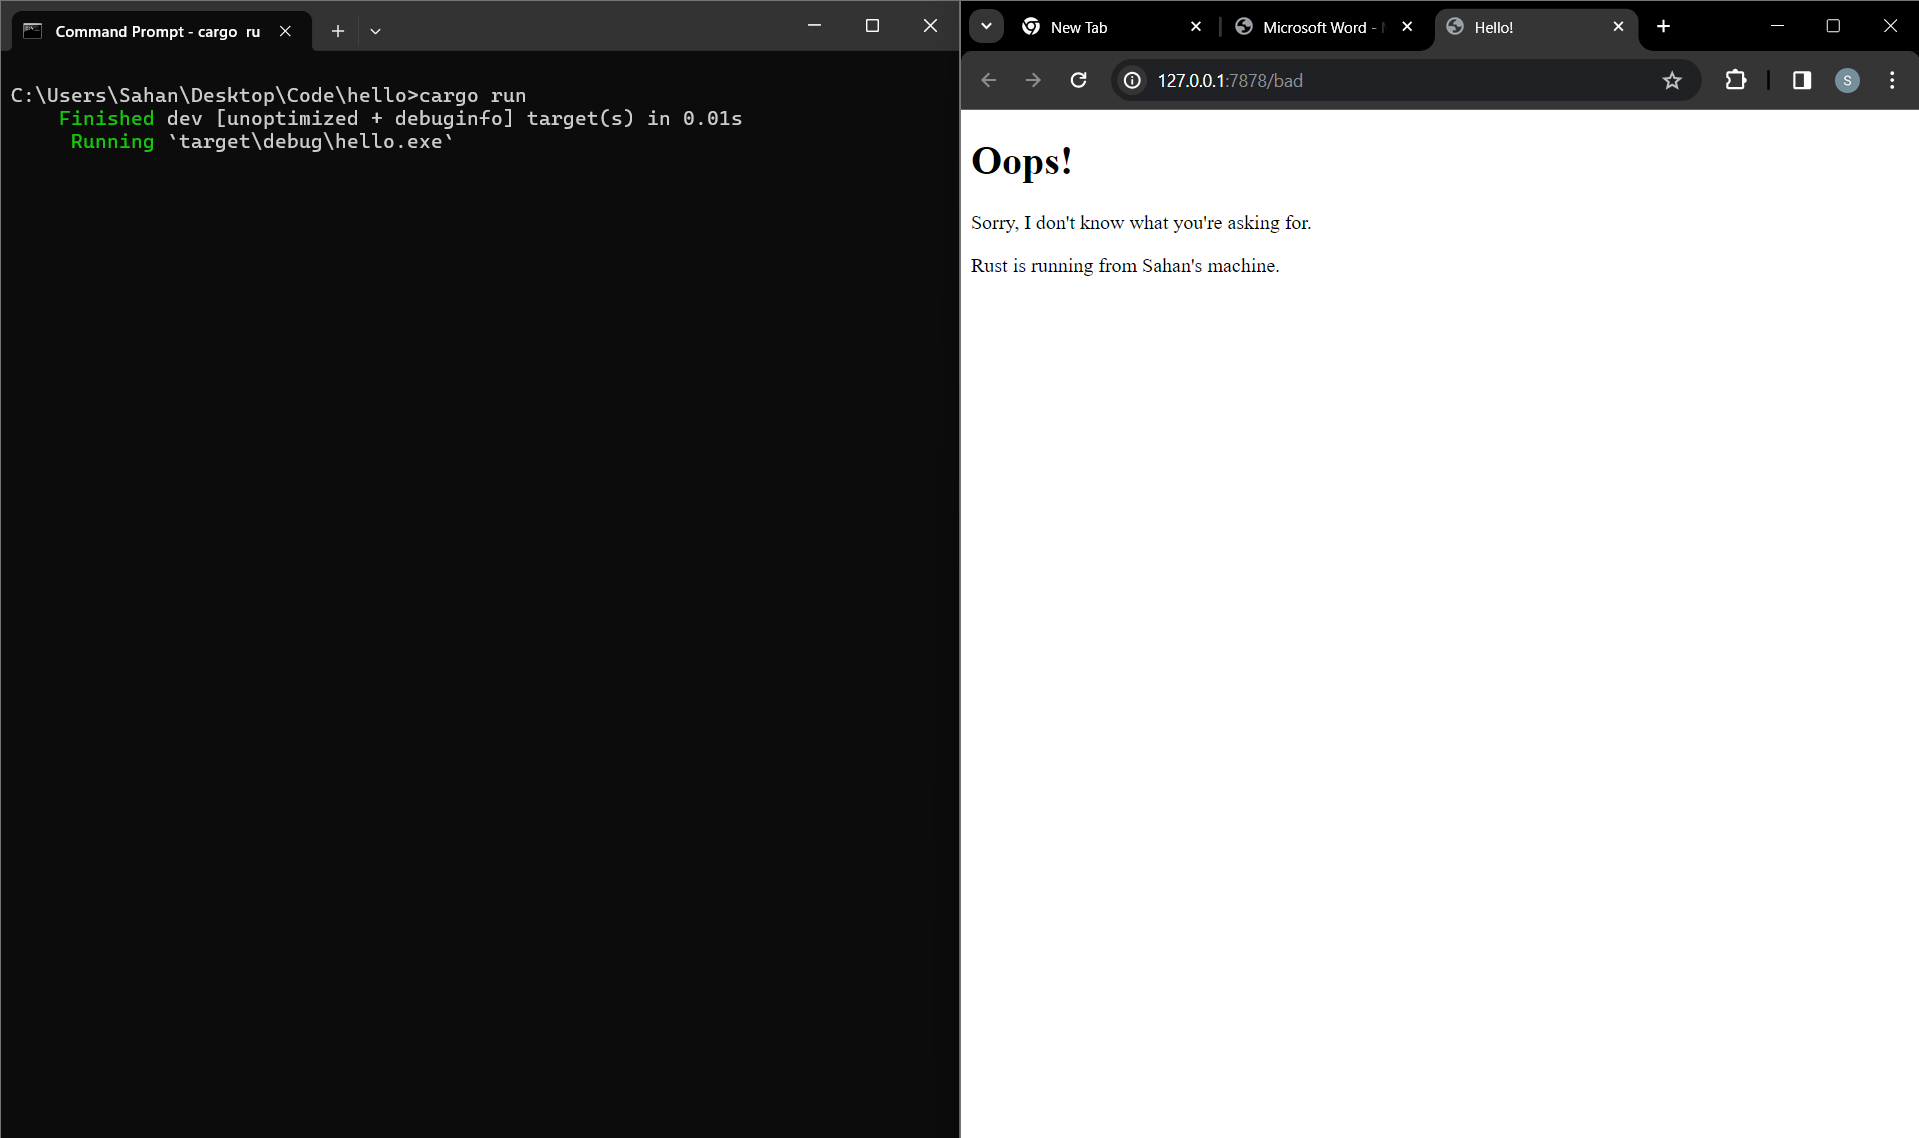 Command Prompt - cargo  ru
C:\Users\Sahan\Desktop\Code\hello>cargo run
Finished dev [unoptimized + debuginfo] target(s) in 0.01s
Running `target\debug\hello.exe`
New Tab
Microsoft Word -
Hello!
127.0.0.1:7878/bad
S
Oops!
Sorry, I don't know what you're asking for.
Rust is running from Sahan's machine.